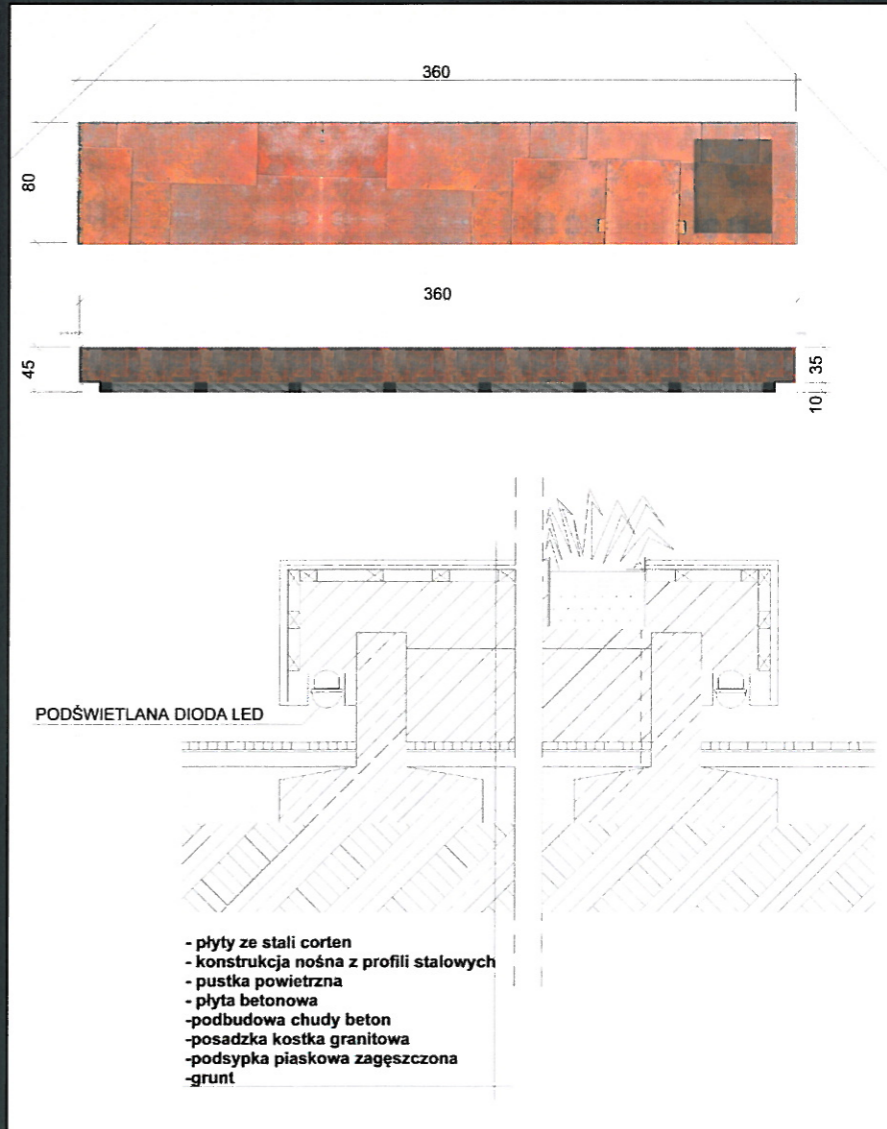 360
80
360
45
35
10
PODŚWIETLANA DIODA LED
- płyty ze stali corten
- konstrukcja nośna z profili stalowych
- pustka powietrzna
- płyta betonowa
-podbudowa chudy beton
-posadzka kostka granitowa
-podsypka piaskowa zagęszczona
-grunt